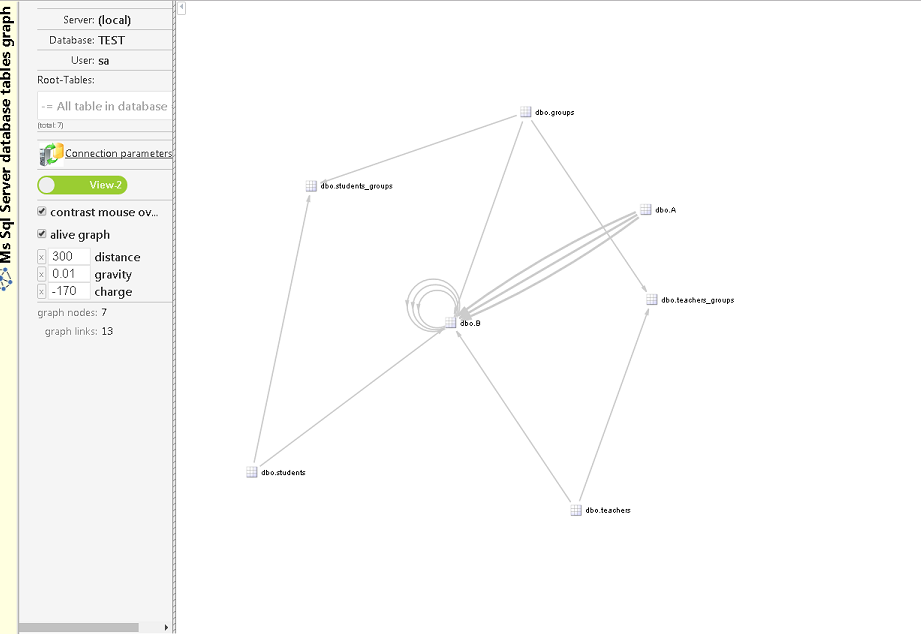 Ms Sql Server database tables graph
Server: (local)
Database: TEST
User: sa
Root-Tables:
-= All table in database
(total: 7)
Connection parameters
View-2
contrast mouse ov...
alive graph
x 300 distance
x 0.01 gravity
x -170 charge
graph nodes: 7
graph links: 13
dbo.groups
dbo.students_groups
dbo.A
dbo.teachers_groups
dbo.B
dbo.students
dbo.teachers